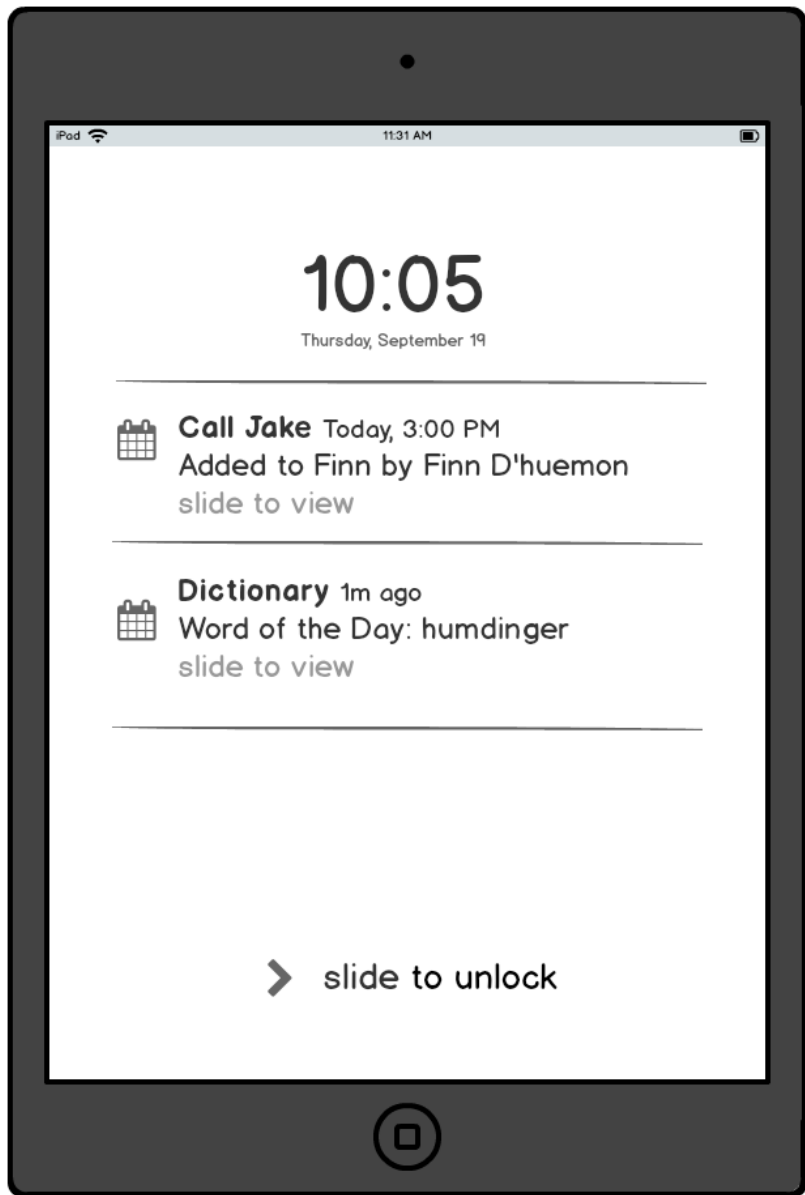 iPad 11:31 AM
10:05
Thursday, September 19
Call Jake Today, 3:00 PM
Added to Finn by Finn D'huemon
slide to view
Dictionary 1m ago
Word of the Day: humdinger
slide to view
slide to unlock